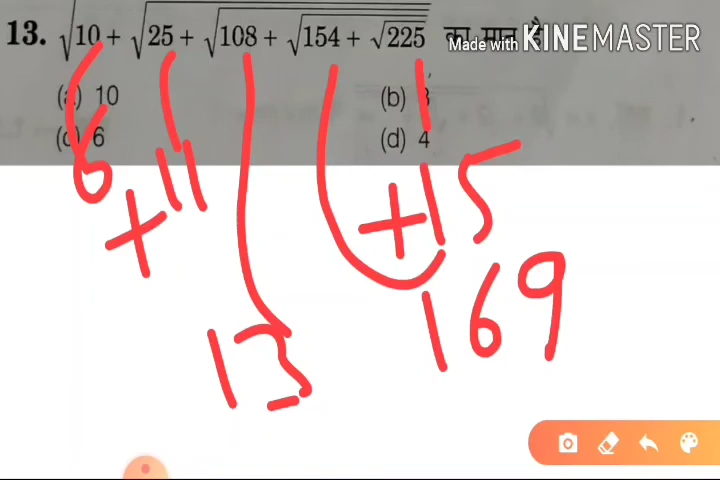 13. √10 + √25 + √108 + √154 + √225 का मान है
Made with KINEMASTER
(a) 10 (b) 8
(c) 6 (d) 4
6 + 11
+ 15
169
13